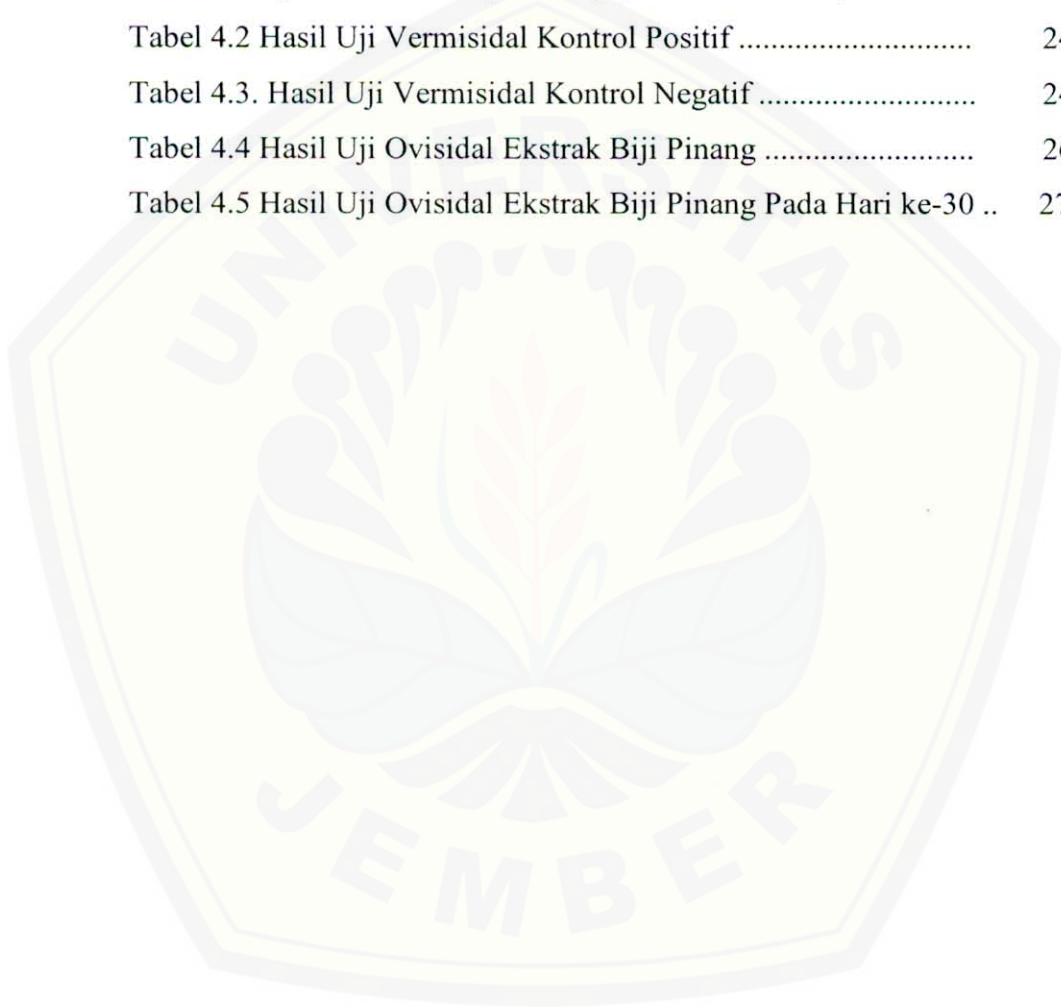 Tabel 4.2 Hasil Uji Vermisidal Kontrol Positif ............................
Tabel 4.3. Hasil Uji Vermisidal Kontrol Negatif ..........................
Tabel 4.4 Hasil Uji Ovisidal Ekstrak Biji Pinang .........................
Tabel 4.5 Hasil Uji Ovisidal Ekstrak Biji Pinang Pada Hari ke-30 .. 27
UNIVERSITAS
JEMBER